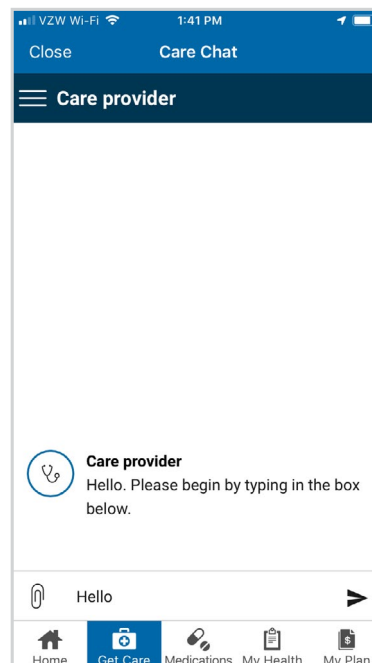 VZW Wi-Fi 1:41 PM
Close Care Chat
Care provider
Care provider
Hello. Please begin by typing in the box
below.
Hello
Home Get Care Medications My Health My Plan